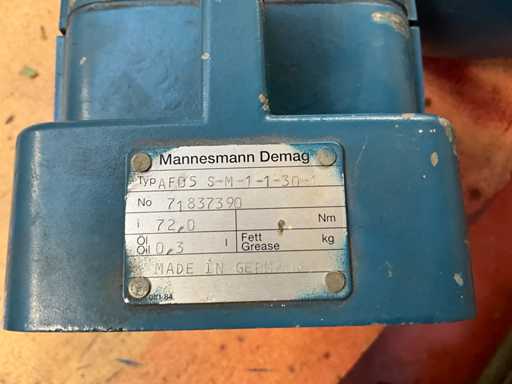 Mannesmann Demag
Typ AF05 S-M-1-1-30-1
No 71837390
i 72,0 Nm
Öl Oil 0,3 l Fett Grease kg
MADE IN GERMANY